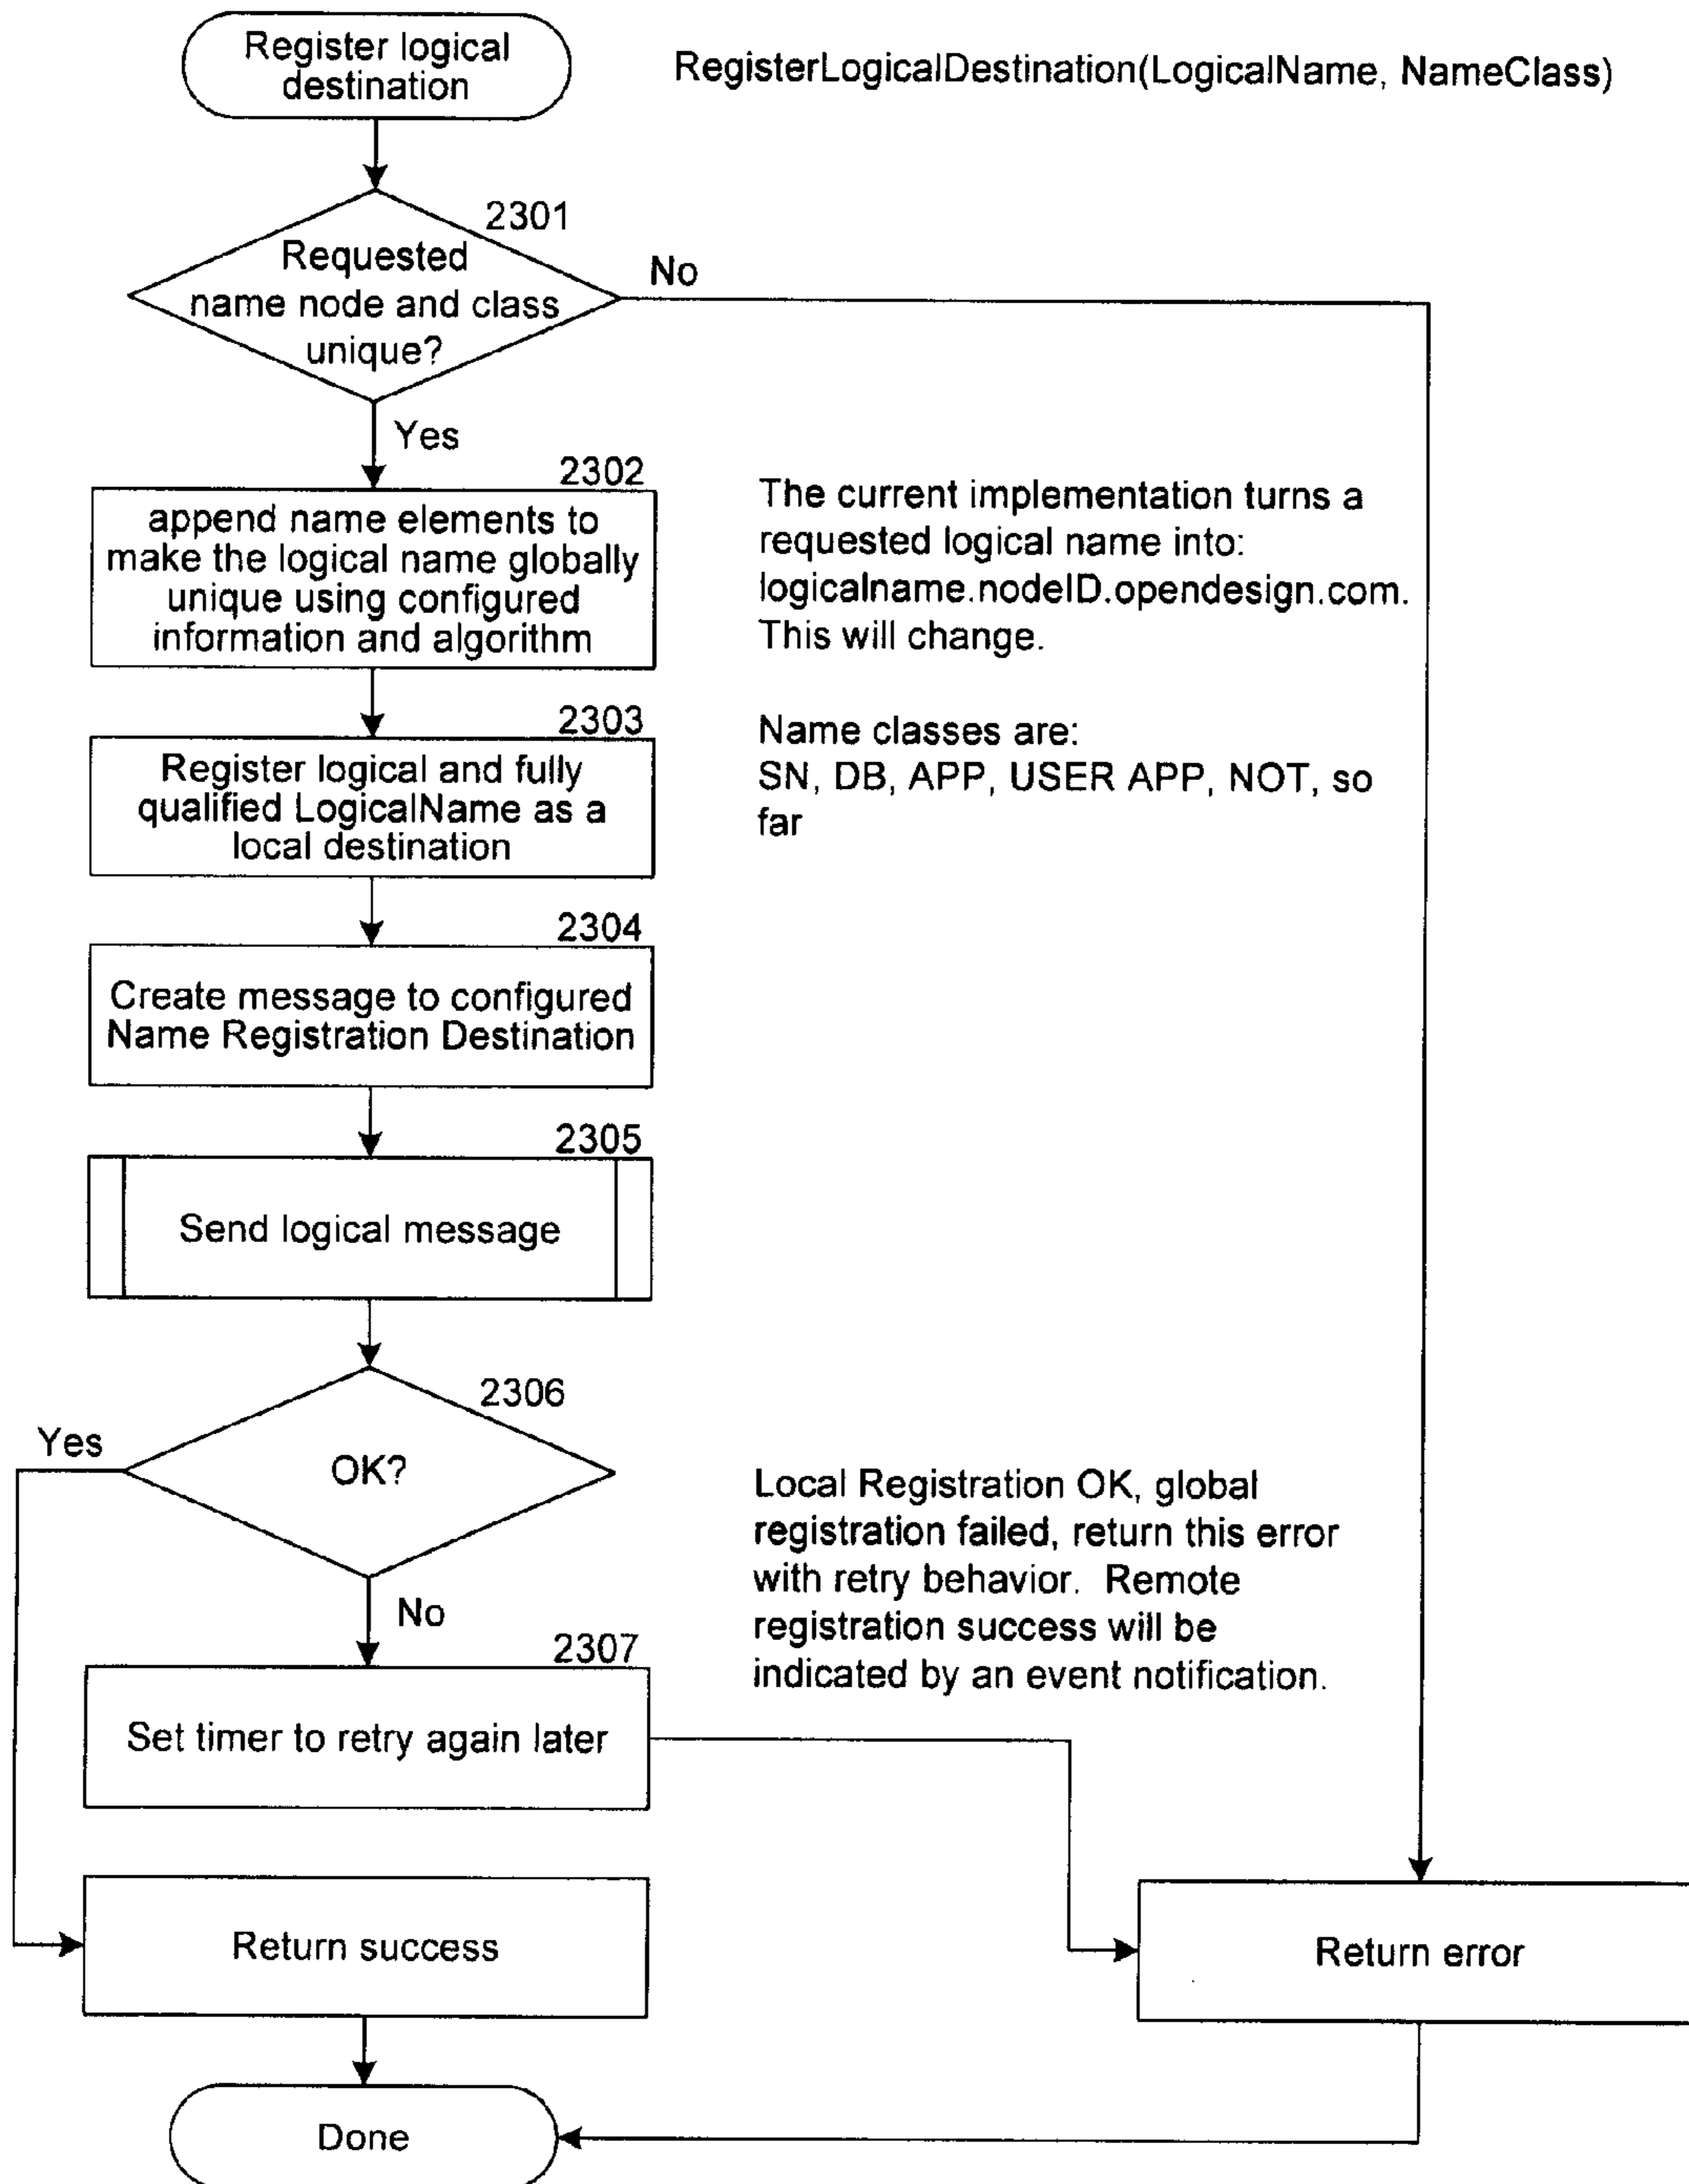 Register logical
destination
RegisterLogicalDestination(LogicalName, NameClass)
2301
Requested
name node and class
unique?
No
Yes
2302
append name elements to
make the logical name globally
unique using configured
information and algorithm
The current implementation turns a
requested logical name into:
logicalname.nodeID.opendesign.com.
This will change.
2303
Register logical and fully
qualified LogicalName as a
local destination
Name classes are:
SN, DB, APP, USER APP, NOT, so
far
2304
Create message to configured
Name Registration Destination
2305
Send logical message
2306
Yes
OK?
No
Local Registration OK, global
registration failed, return this error
with retry behavior. Remote
registration success will be
indicated by an event notification.
2307
Set timer to retry again later
Return success
Return error
Done